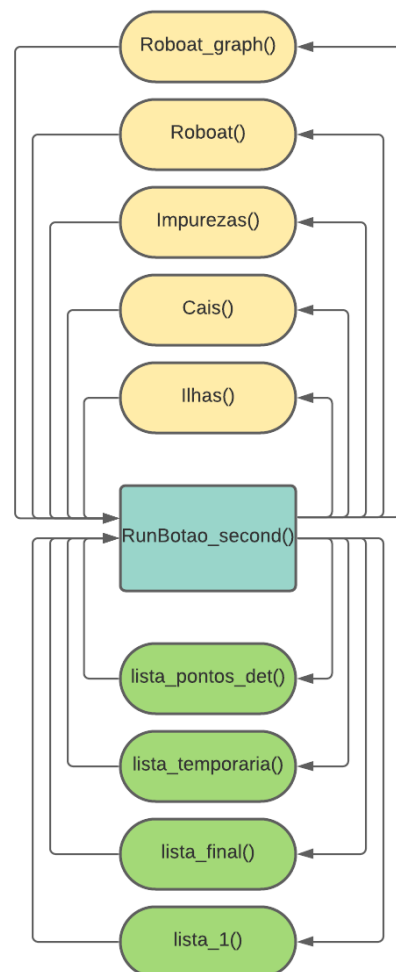 Roboat_graph()
Roboat()
Impurezas()
Cais()
Ilhas()
RunBotao_second()
lista_pontos_det()
lista_temporaria()
lista_final()
lista_1()